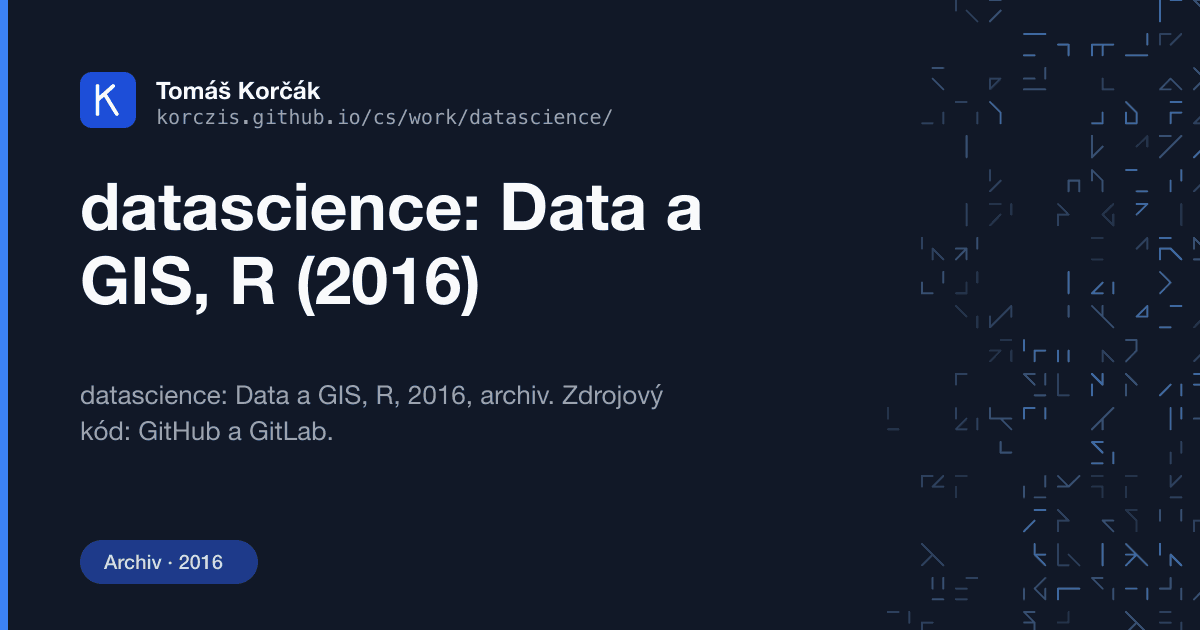 Tomáš Korčák
korczis.github.io/cs/work/datascience/
datascience: Data a
GIS, R (2016)
datascience: Data a GIS, R, 2016, archiv. Zdrojový
kód: GitHub a GitLab.
Archiv · 2016